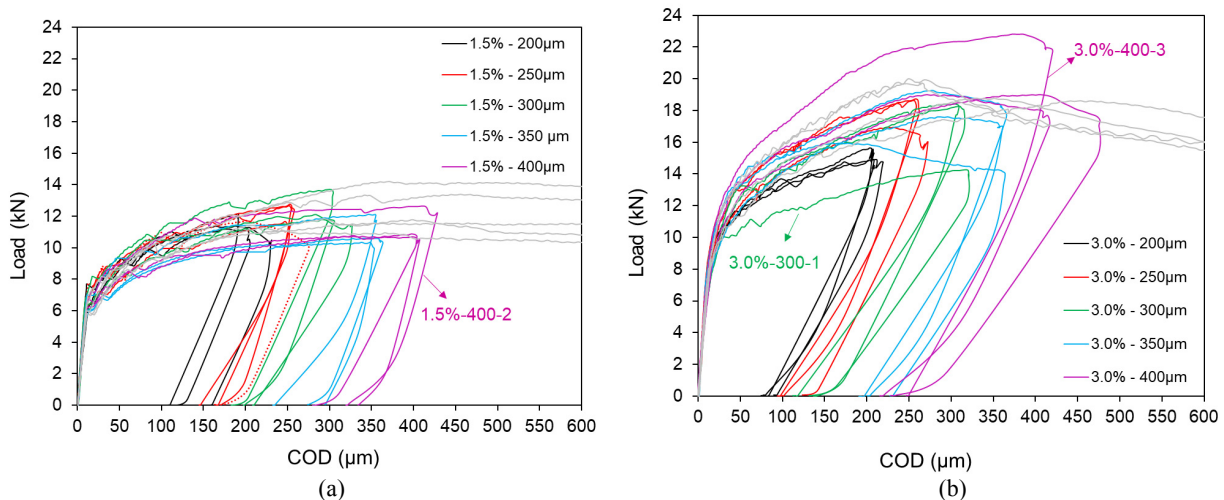 24
22
20
18
16
14
12
10
8
6
4
2
0
Load (kN)
0 50 100 150 200 250 300 350 400 450 500 550 600
COD (µm)
1.5% - 200µm
1.5% - 250µm
1.5% - 300µm
1.5% - 350 µm
1.5% - 400µm
1.5%-400-2
(a)
24
22
20
18
16
14
12
10
8
6
4
2
0
Load (kN)
0 50 100 150 200 250 300 350 400 450 500 550 600
COD (µm)
3.0%-400-3
3.0%-300-1
3.0% - 200µm
3.0% - 250µm
3.0% - 300µm
3.0% - 350µm
3.0% - 400µm
(b)